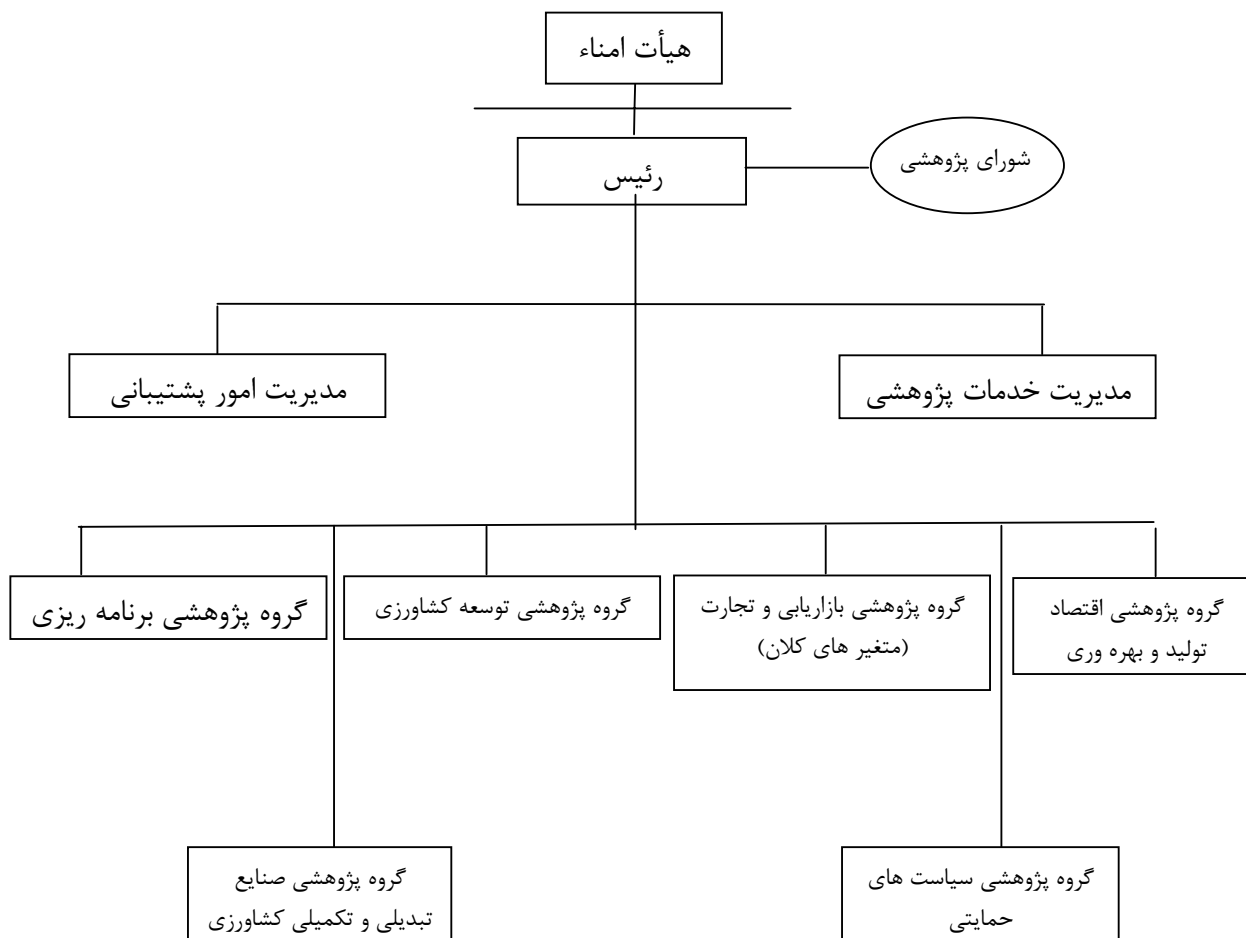 هیأت امناء
رئیس
شورای پژوهشی
مدیریت خدمات پژوهشی
مدیریت امور پشتیبانی
گروه پژوهشی اقتصاد
تولید و بهره وری
گروه پژوهشی بازاریابی و تجارت
(متغیر های کلان)
گروه پژوهشی توسعه کشاورزی
گروه پژوهشی برنامه ریزی
گروه پژوهشی سیاست های
حمایتی
گروه پژوهشی صنایع
تبدیلی و تکمیلی کشاورزی